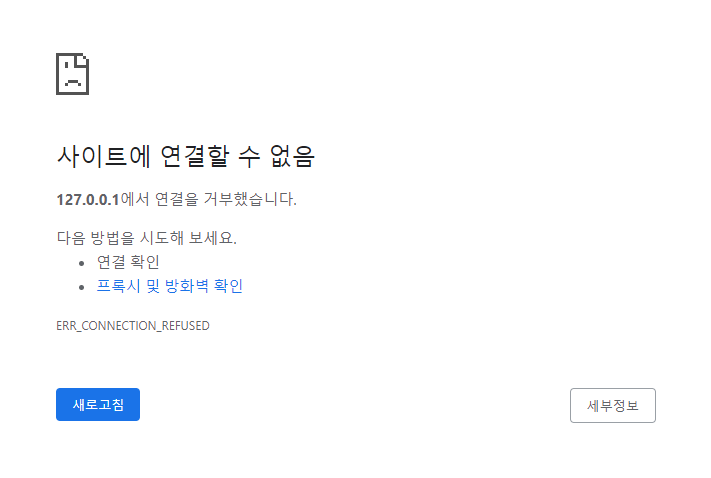 사이트에 연결할 수 없음
127.0.0.1에서 연결을 거부했습니다.
다음 방법을 시도해 보세요.
• 연결 확인
• 프록시 및 방화벽 확인
ERR_CONNECTION_REFUSED
새로고침
세부정보